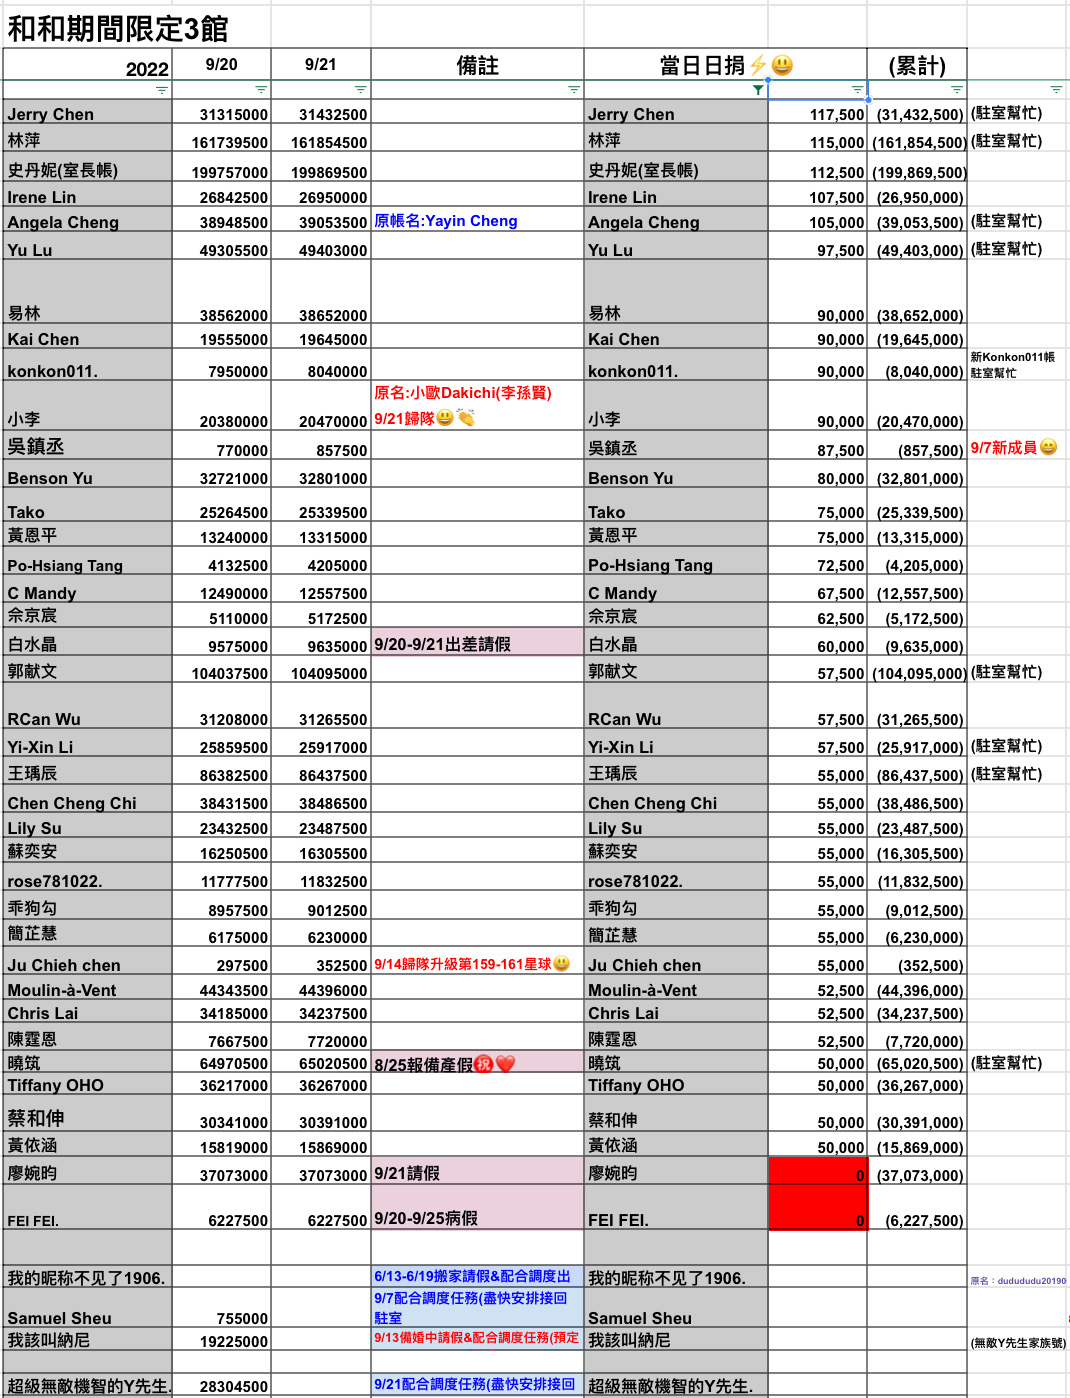 和和期間限定3館
2022 9/20 9/21 備註 當日日捐⚡😃 (累計)
Jerry Chen 31315000 31432500 Jerry Chen 117,500 (31,432,500) (駐室幫忙)
林萍 161739500 161854500 林萍 115,000 (161,854,500) (駐室幫忙)
史丹妮(室長帳) 199757000 199869500 史丹妮(室長帳) 112,500 (199,869,500)
Irene Lin 26842500 26950000 Irene Lin 107,500 (26,950,000)
Angela Cheng 38948500 39053500 原帳名:Yayin Cheng Angela Cheng 105,000 (39,053,500) (駐室幫忙)
Yu Lu 49305500 49403000 Yu Lu 97,500 (49,403,000) (駐室幫忙)
易林 38562000 38652000 易林 90,000 (38,652,000)
Kai Chen 19555000 19645000 Kai Chen 90,000 (19,645,000)
新Konkon011帳
konkon011. 7950000 8040000 konkon011. 90,000 (8,040,000) 駐室幫忙
原名:小歐Dakichi(李孫賢)
小李 20380000 20470000 9/21歸隊😃👏 小李 90,000 (20,470,000)
吳鎮丞 770000 857500 吳鎮丞 87,500 (857,500) 9/7新成員😄
Benson Yu 32721000 32801000 Benson Yu 80,000 (32,801,000)
Tako 25264500 25339500 Tako 75,000 (25,339,500)
黃恩平 13240000 13315000 黃恩平 75,000 (13,315,000)
Po-Hsiang Tang 4132500 4205000 Po-Hsiang Tang 72,500 (4,205,000)
C Mandy 12490000 12557500 C Mandy 67,500 (12,557,500)
佘京宸 5110000 5172500 佘京宸 62,500 (5,172,500)
白水晶 9575000 9635000 9/20-9/21出差請假 白水晶 60,000 (9,635,000)
郭献文 104037500 104095000 郭献文 57,500 (104,095,000) (駐室幫忙)
RCan Wu 31208000 31265500 RCan Wu 57,500 (31,265,500)
Yi-Xin Li 25859500 25917000 Yi-Xin Li 57,500 (25,917,000) (駐室幫忙)
王瑀辰 86382500 86437500 王瑀辰 55,000 (86,437,500) (駐室幫忙)
Chen Cheng Chi 38431500 38486500 Chen Cheng Chi 55,000 (38,486,500)
Lily Su 23432500 23487500 Lily Su 55,000 (23,487,500)
蘇奕安 16250500 16305500 蘇奕安 55,000 (16,305,500)
rose781022. 11777500 11832500 rose781022. 55,000 (11,832,500)
乖狗勾 8957500 9012500 乖狗勾 55,000 (9,012,500)
簡芷慧 6175000 6230000 簡芷慧 55,000 (6,230,000)
Ju Chieh chen 297500 352500 9/14歸隊升級第159-161星球😃 Ju Chieh chen 55,000 (352,500)
Moulin-à-Vent 44343500 44396000 Moulin-à-Vent 52,500 (44,396,000)
Chris Lai 34185000 34237500 Chris Lai 52,500 (34,237,500)
陳霆恩 7667500 7720000 陳霆恩 52,500 (7,720,000)
曉筑 64970500 65020500 8/25報備產假㊗️❤️ 曉筑 50,000 (65,020,500) (駐室幫忙)
Tiffany OHO 36217000 36267000 Tiffany OHO 50,000 (36,267,000)
蔡和伸 30341000 30391000 蔡和伸 50,000 (30,391,000)
黃依涵 15819000 15869000 黃依涵 50,000 (15,869,000)
廖婉昀 37073000 37073000 9/21請假 廖婉昀 0 (37,073,000)
FEI FEI. 6227500 6227500 9/20-9/25病假 FEI FEI. 0 (6,227,500)
我的昵称不见了1906. 6/13-6/19搬家請假&配合調度出 我的昵称不见了1906. 原名：dudududu20190
9/7配合調度任務(盡快安排接回
Samuel Sheu 755000 駐室 Samuel Sheu
我該叫納尼 19225000 9/13備婚中請假&配合調度任務(預定 我該叫納尼 (無敵Y先生家族號)
超級無敵機智的Y先生. 28304500 9/21配合調度任務(盡快安排接回 超級無敵機智的Y先生.